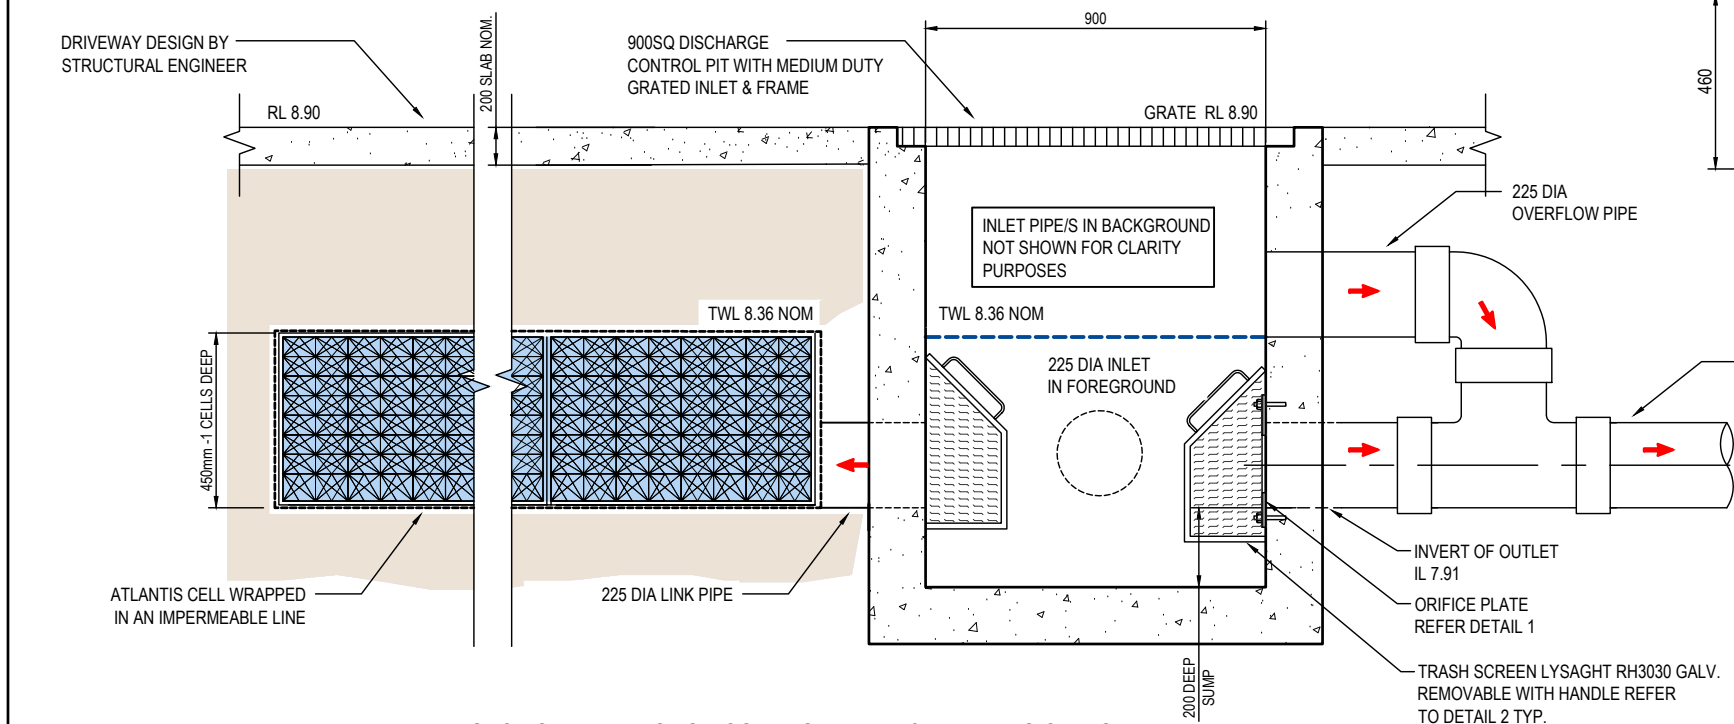 DRIVEWAY DESIGN BY
STRUCTURAL ENGINEER
200 SLAB NOM.
900SQ DISCHARGE
CONTROL PIT WITH MEDIUM DUTY
GRATED INLET & FRAME
900
460
RL 8.90
GRATE RL 8.90
225 DIA
OVERFLOW PIPE
INLET PIPE/S IN BACKGROUND
NOT SHOWN FOR CLARITY
PURPOSES
TWL 8.36 NOM
TWL 8.36 NOM
225 DIA INLET
IN FOREGROUND
450mm -1 CELLS DEEP
ATLANTIS CELL WRAPPED
IN AN IMPERMEABLE LINE
225 DIA LINK PIPE
INVERT OF OUTLET
IL 7.91
ORIFICE PLATE
REFER DETAIL 1
200 DEEP
SUMP
TRASH SCREEN LYSAGHT RH3030 GALV.
REMOVABLE WITH HANDLE REFER
TO DETAIL 2 TYP.